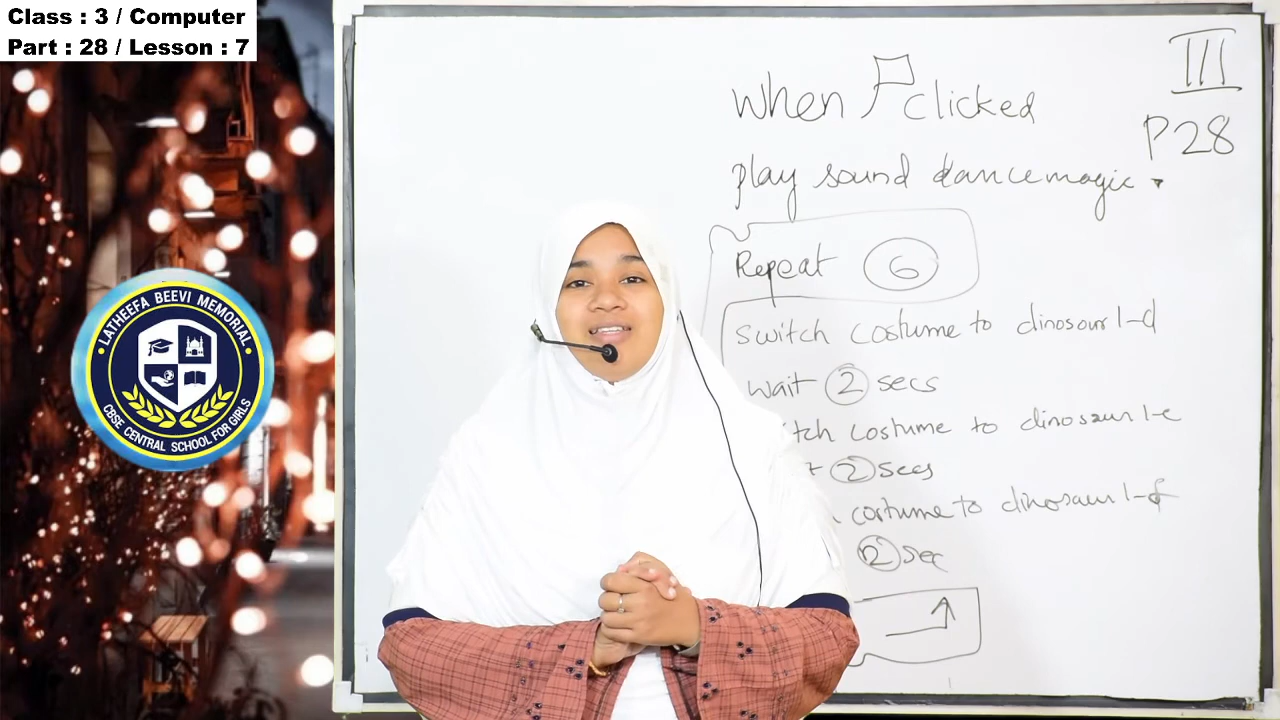 Class : 3 / Computer
Part : 28 / Lesson : 7
III
P28
When clicked
play sound dancemagic
Repeat 6
switch costume to dinosour1-d
wait 2 secs
tch costume to dinosaur1-e
2 secs
costume to dinosaur1-f
2 sec
LATHEEFA BEEVI MEMORIAL
CBSE CENTRAL SCHOOL FOR GIRLS